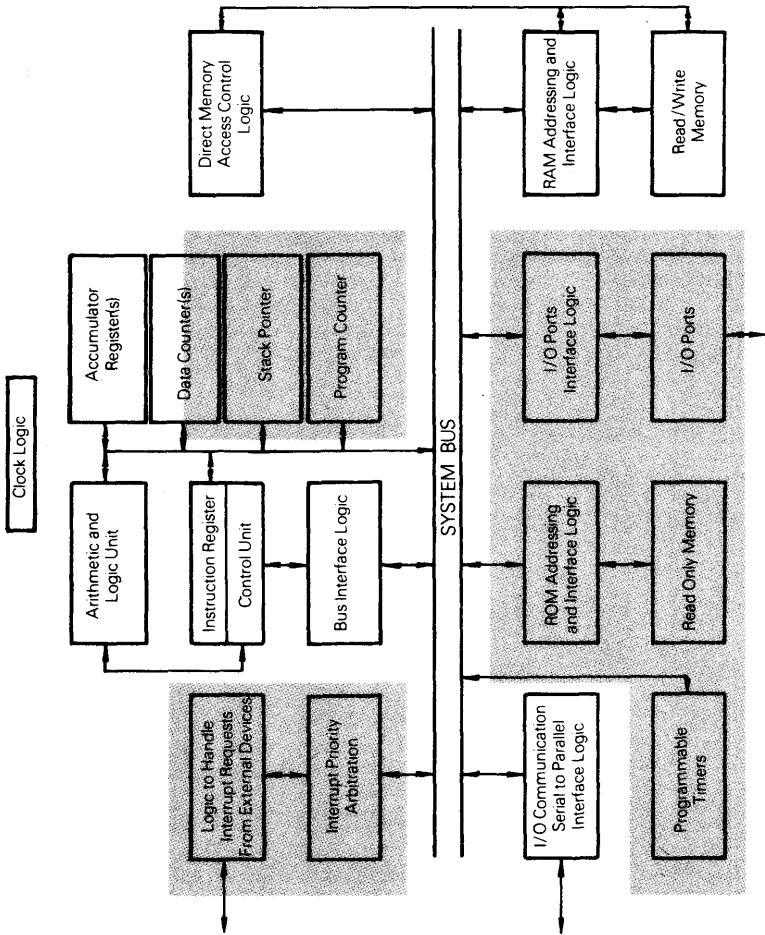 Clock Logic
Arithmetic and
Logic Unit
Accumulator
Register(s)
Data Counter(s)
Stack Pointer
Program Counter
Instruction Register
Control Unit
Bus Interface Logic
Logic to Handle
Interrupt Requests
From External Devices
Interrupt Priority
Arbitration
Direct Memory
Access Control
Logic
SYSTEM BUS
I/O Communication
Serial to Parallel
Interface Logic
Programmable
Timers
ROM Addressing
and Interface Logic
Read Only Memory
I/O Ports
Interface Logic
I/O Ports
RAM Addressing and
Interface Logic
Read/Write
Memory